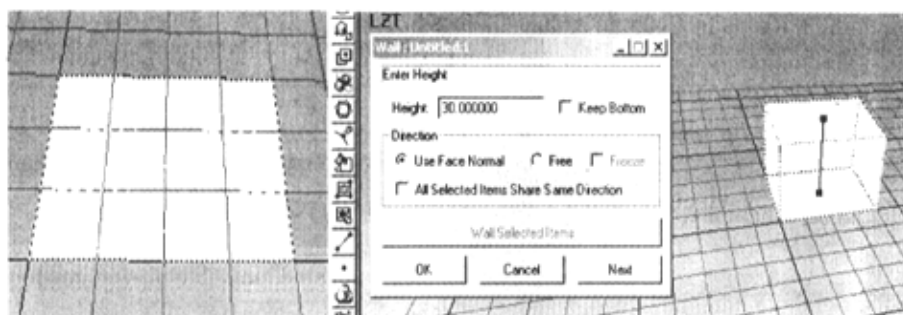 LZT
Wall : Untitled:1
Enter Height
Height 30.000000 Keep Bottom
Direction
Use Face Normal Free Freeze
All Selected Items Share Same Direction
Wall Selected Items
OK Cancel Next